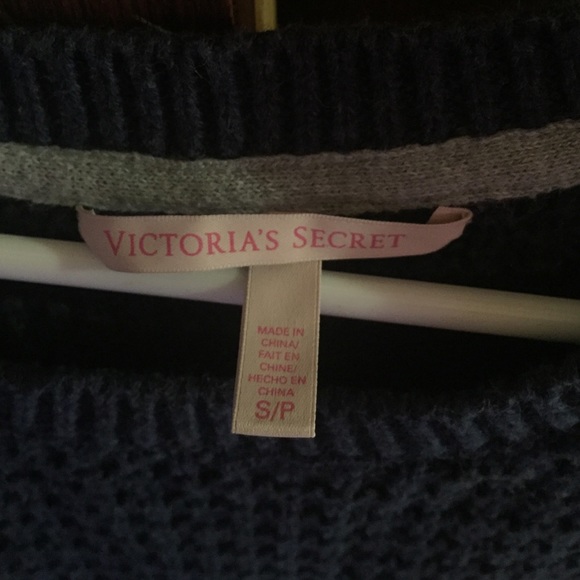 VICTORIA'S SECRET
MADE IN
CHINA/
FAIT EN
CHINE/
HECHO EN
CHINA
S/P